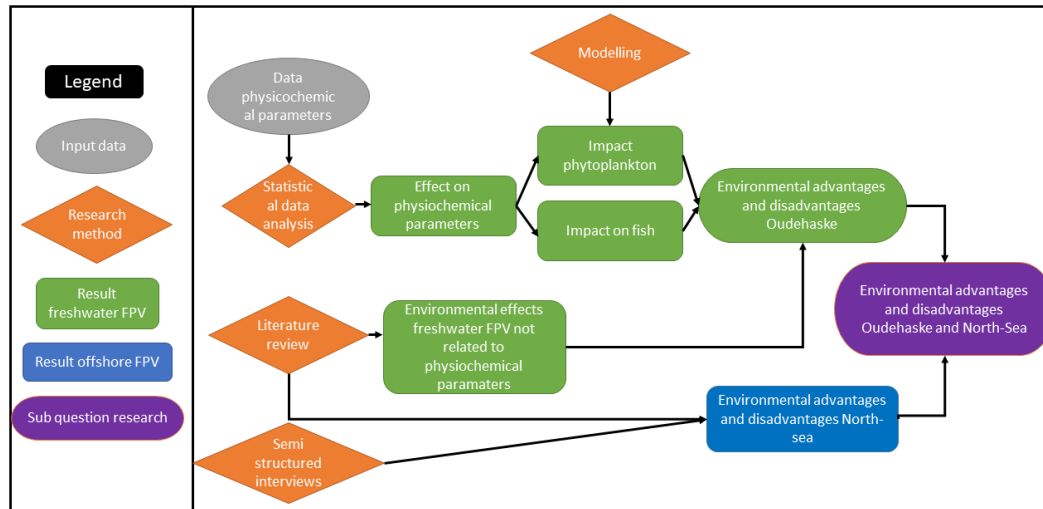 Legend
Input data
Research
method
Result
freshwater FPV
Result offshore FPV
Sub question research
Modelling
Data
physicochemic
al parameters
Statistic
al data
analysis
Effect on
physiochemical
parameters
Impact
phytoplankton
Impact on fish
Environmental advantages
and disadvantages
Oudehaske
Environmental advantages
and disadvantages
Oudehaske and North-Sea
Literature
review
Environmental effects
freshwater FPV not
related to
physiochemical
paramaters
Environmental advantages
and disadvantages North-
sea
Semi
structured
interviews